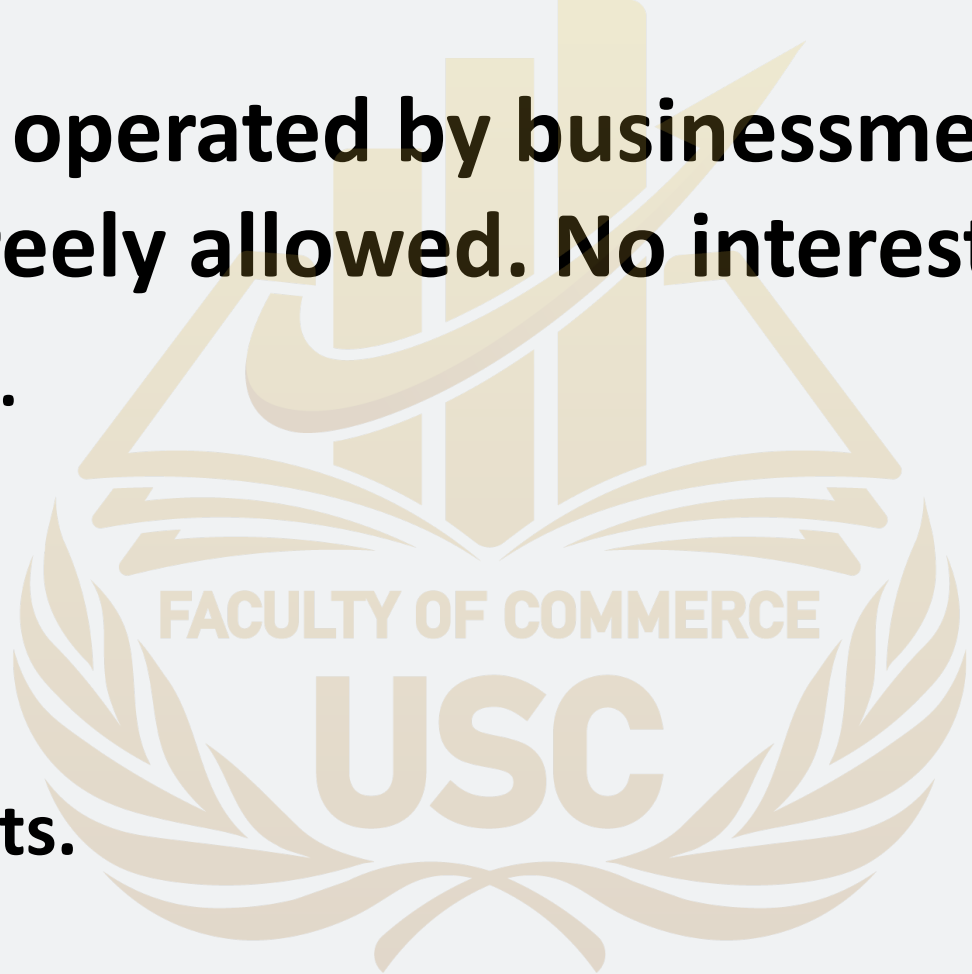 operated by businessme
eely allowed. No interest
.
FACULTY OF COMMERCE
USC
ts.